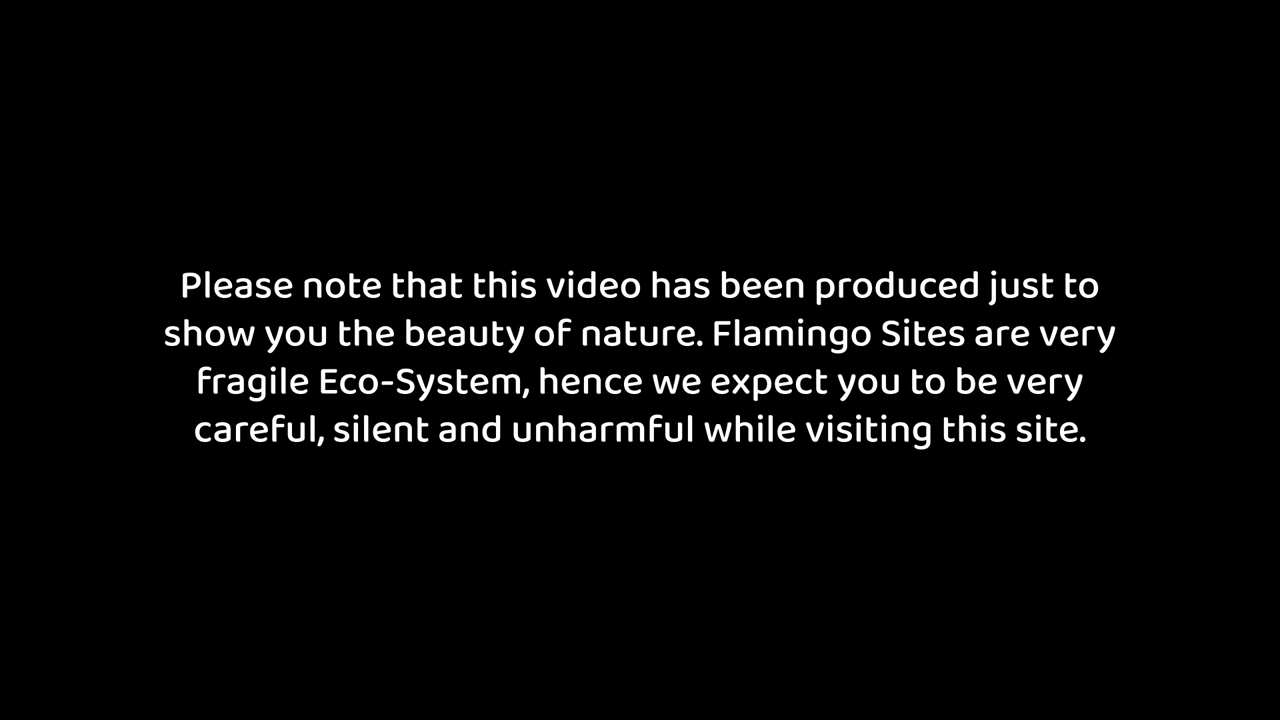 Please note that this video has been produced just to
show you the beauty of nature. Flamingo Sites are very
fragile Eco-System, hence we expect you to be very
careful, silent and unharmful while visiting this site.